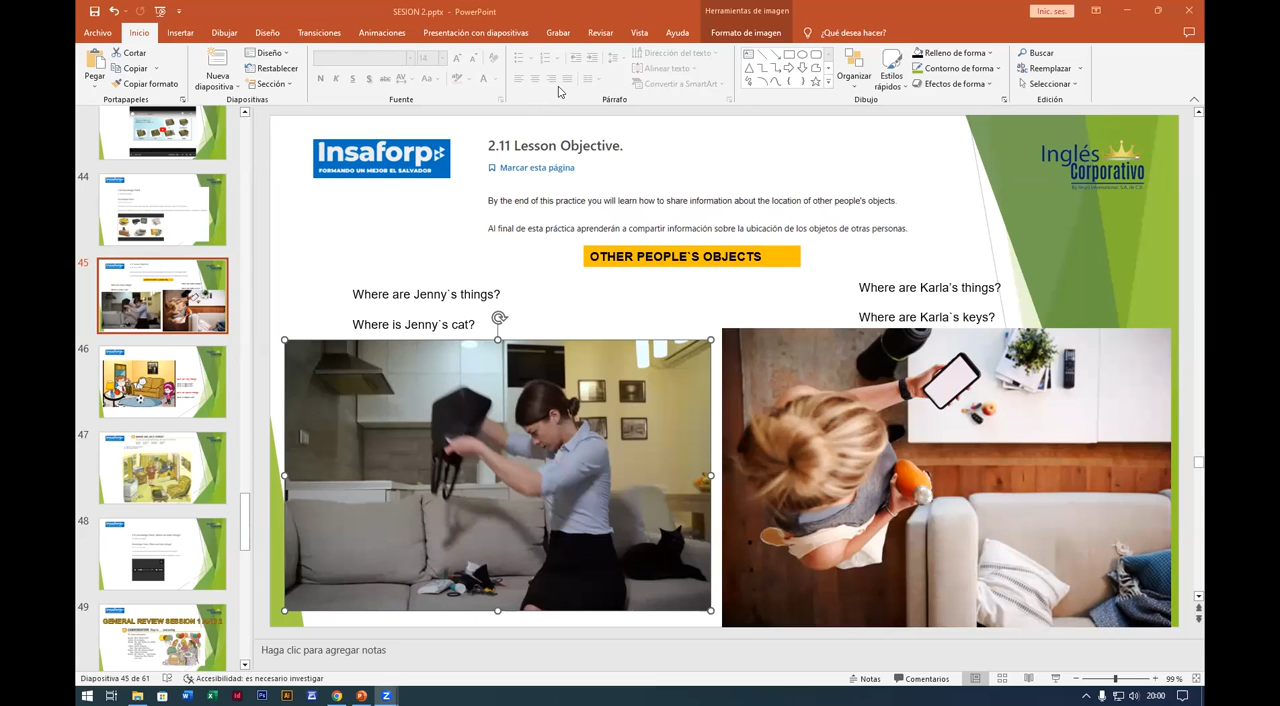 SESION 2.pptx - PowerPoint
Herramientas de imagen
Inic. ses.
Archivo Inicio Insertar Dibujar Diseño Transiciones Animaciones Presentación con diapositivas Grabar Revisar Vista Ayuda Formato de imagen ¿Qué desea hacer?
Pegar
Cortar
Copiar
Copiar formato
Portapapeles
Nueva diapositiva
Diseño
Restablecer
Sección
Diapositivas
14
N K S S abc AV Aa
Fuente
Dirección del texto
Alinear texto
Convertir a SmartArt
Párrafo
Organizar
Estilos rápidos
Relleno de forma
Contorno de forma
Efectos de forma
Dibujo
Buscar
Reemplazar
Seleccionar
Edición
44
45
46
47
48
49
GENERAL REVIEW SESSION 1
Insaforp
FORMANDO UN MEJOR EL SALVADOR
2.11 Lesson Objective.
Marcar esta página
Inglés
Corporativo
By the end of this practice you will learn how to share information about the location of other people's objects.
Al final de esta práctica aprenderán a compartir información sobre la ubicación de los objetos de otras personas.
OTHER PEOPLE`S OBJECTS
Where are Jenny`s things?
Where is Jenny`s cat?
Where are Karla's things?
Where are Karla`s keys?
Haga clic para agregar notas
Diapositiva 45 de 61 Accesibilidad: es necesario investigar Notas Comentarios 99 %
20:00